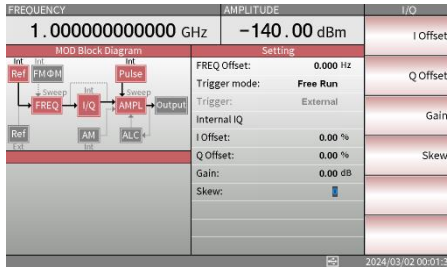 FREQUENCY AMPLITUDE I/Q
1.000000000000 GHz -140.00 dBm
MOD Block Diagram Setting
Int Int Int
Ref FMΦM Pulse
Sweep Int Sweep
FREQ I/Q AMPL Output
Ref AM ALC
Ext Int
FREQ Offset: 0.000 Hz
Trigger mode: Free Run
Trigger: External
Internal IQ
I Offset: 0.00 %
Q Offset: 0.00 %
Gain: 0.00 dB
Skew: 0
I Offset
Q Offset
Gain
Skew
2024/03/02 00:01:3